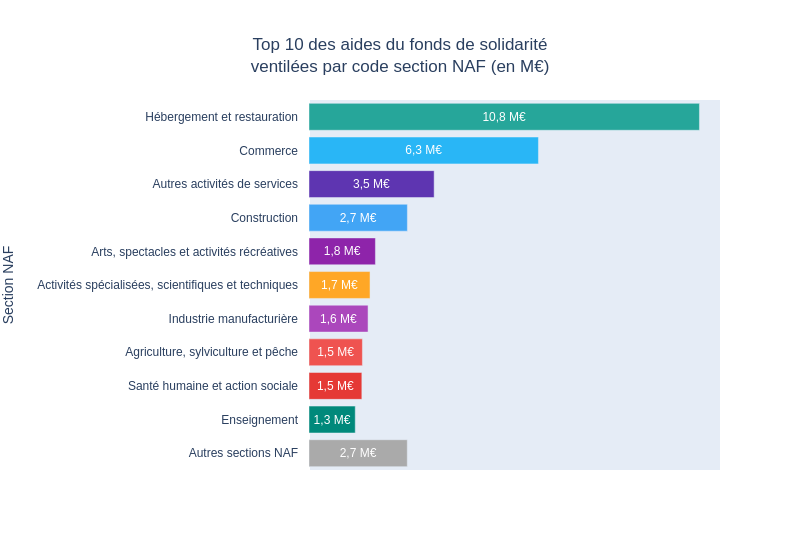 Top 10 des aides du fonds de solidarité
ventilées par code section NAF (en M€)
Section NAF
Hébergement et restauration 10,8 M€
Commerce 6,3 M€
Autres activités de services 3,5 M€
Construction 2,7 M€
Arts, spectacles et activités récréatives 1,8 M€
Activités spécialisées, scientifiques et techniques 1,7 M€
Industrie manufacturière 1,6 M€
Agriculture, sylviculture et pêche 1,5 M€
Santé humaine et action sociale 1,5 M€
Enseignement 1,3 M€
Autres sections NAF 2,7 M€